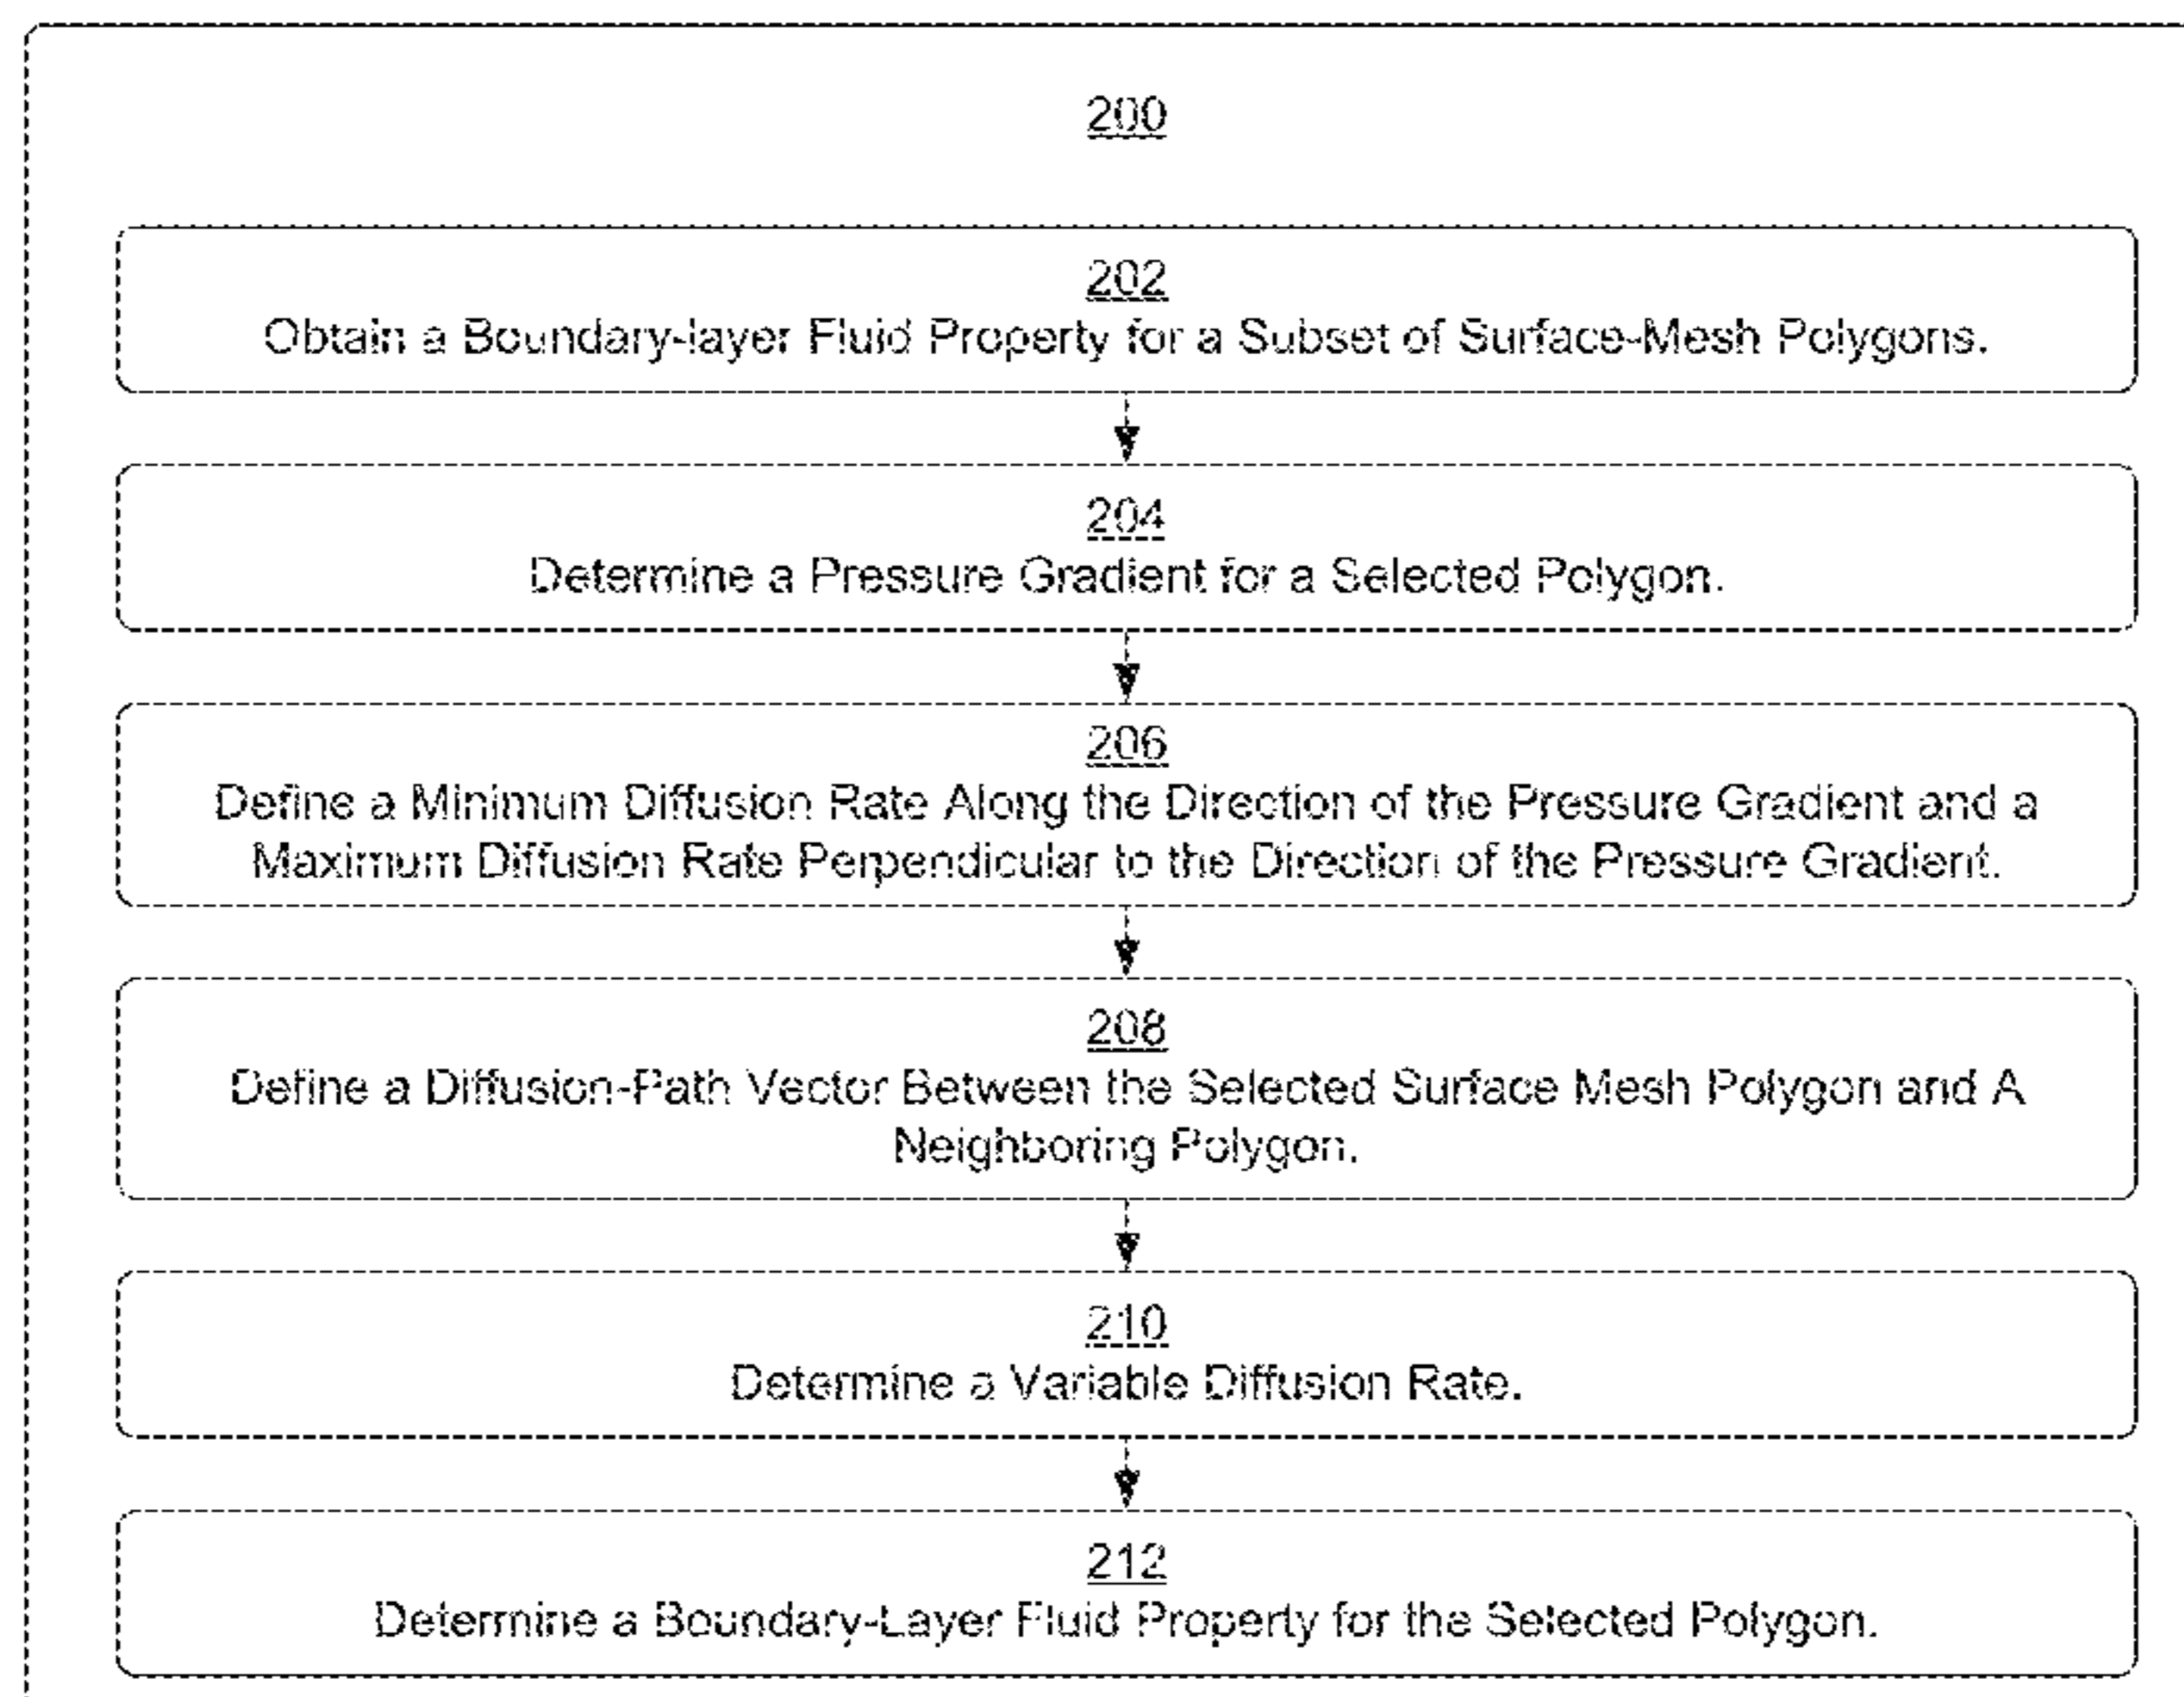 200
202
Obtain a Boundary-layer Fluid Property for a Subset of Surface-Mesh Polygons.
204
Determine a Pressure Gradient for a Selected Polygon.
206
Define a Minimum Diffusion Rate Along the Direction of the Pressure Gradient and a
Maximum Diffusion Rate Perpendicular to the Direction of the Pressure Gradient.
208
Define a Diffusion-Path Vector Between the Selected Surface Mesh Polygon and A
Neighboring Polygon.
210
Determine a Variable Diffusion Rate.
212
Determine a Boundary-Layer Fluid Property for the Selected Polygon.